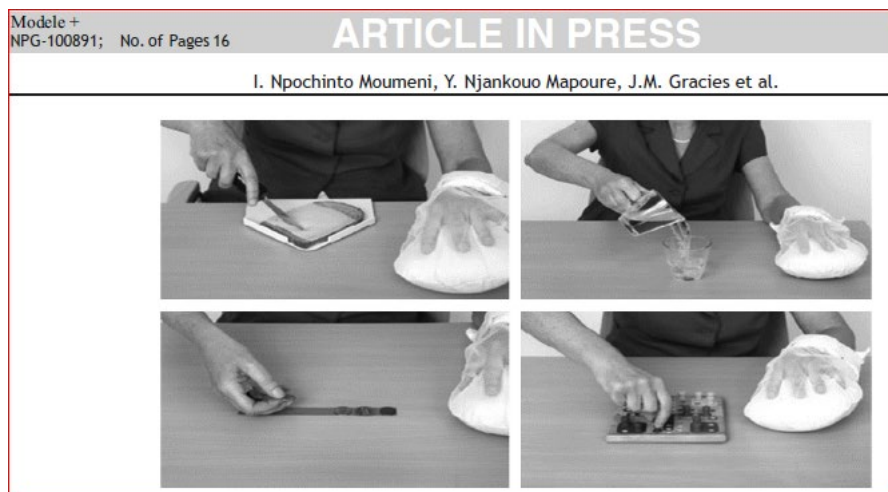 Modele +
ARTICLE IN PRESS
NPG-100891; No. of Pages 16
I. Npochinto Moumeni, Y. Njankouo Mapoure, J.M. Gracies et al.